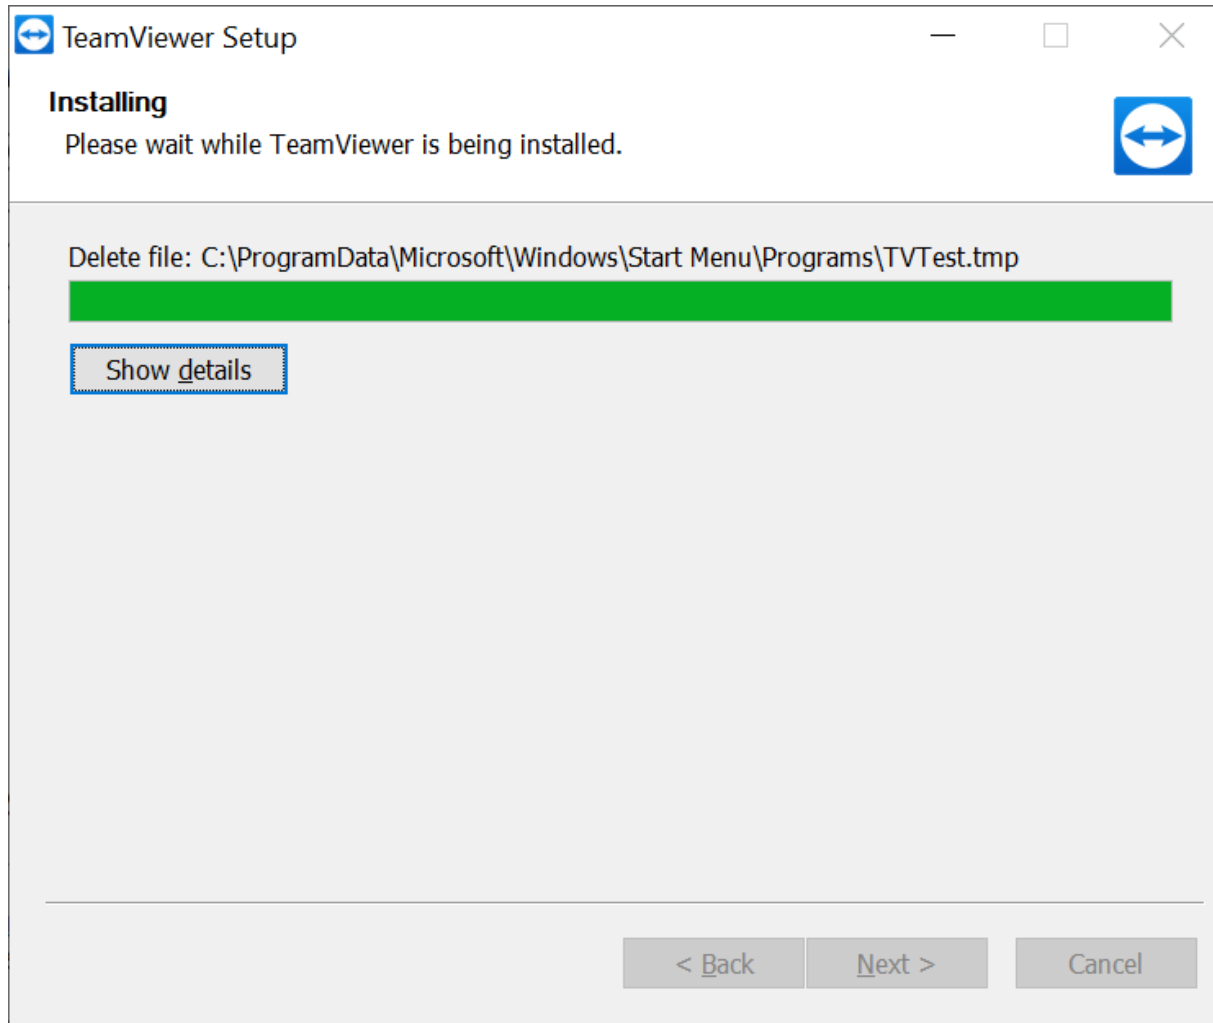 TeamViewer Setup
Installing
Please wait while TeamViewer is being installed.
Delete file: C:\ProgramData\Microsoft\Windows\Start Menu\Programs\TVTest.tmp
Show details
< Back Next > Cancel